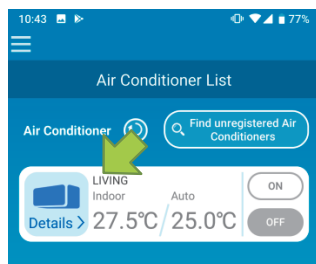 10:43 77%
Air Conditioner List
Air Conditioner
Find unregistered Air
Conditioners
LIVING
Indoor Auto
Details > 27.5℃/25.0℃
ON
OFF